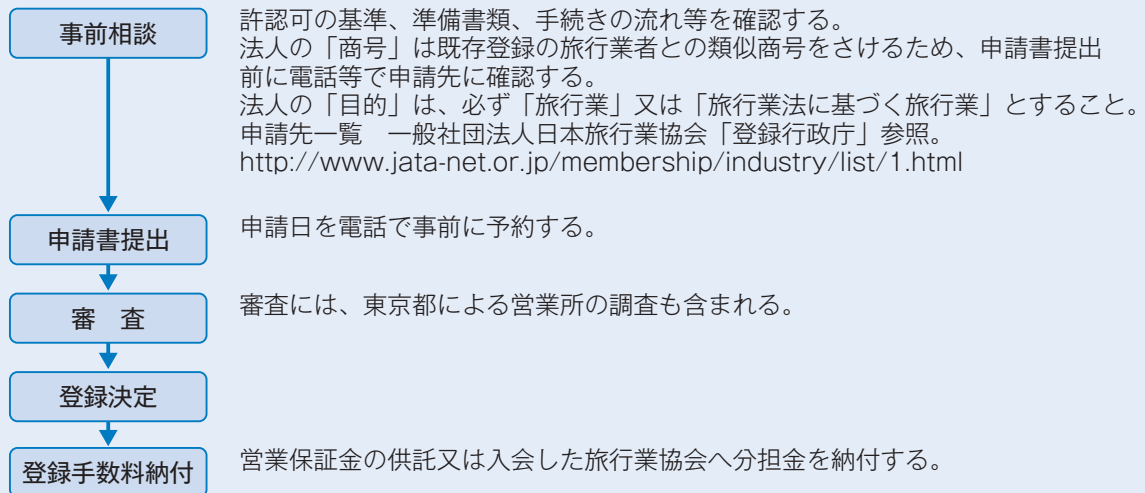 事前相談
許認可の基準、準備書類、手続きの流れ等を確認する。
法人の「商号」は既存登録の旅行業者との類似商号をさけるため、申請書提出
前に電話等で申請先に確認する。
法人の「目的」は、必ず「旅行業」又は「旅行業法に基づく旅行業」とすること。
申請先一覧　一般社団法人日本旅行業協会「登録行政庁」参照。
http://www.jata-net.or.jp/membership/industry/list/1.html
申請書提出
申請日を電話で事前に予約する。
審　査
審査には、東京都による営業所の調査も含まれる。
登録決定
登録手数料納付
営業保証金の供託又は入会した旅行業協会へ分担金を納付する。